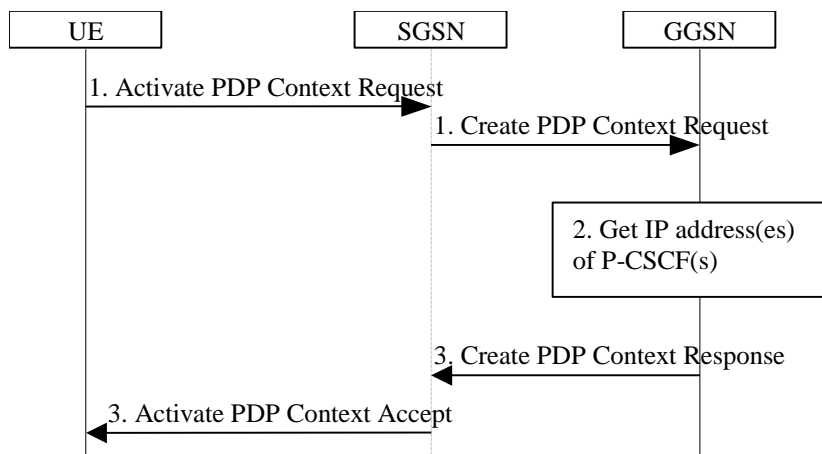 UE
SGSN
GGSN
1. Activate PDP Context Request
1. Create PDP Context Request
2. Get IP address(es)
of P-CSCF(s)
3. Create PDP Context Response
3. Activate PDP Context Accept